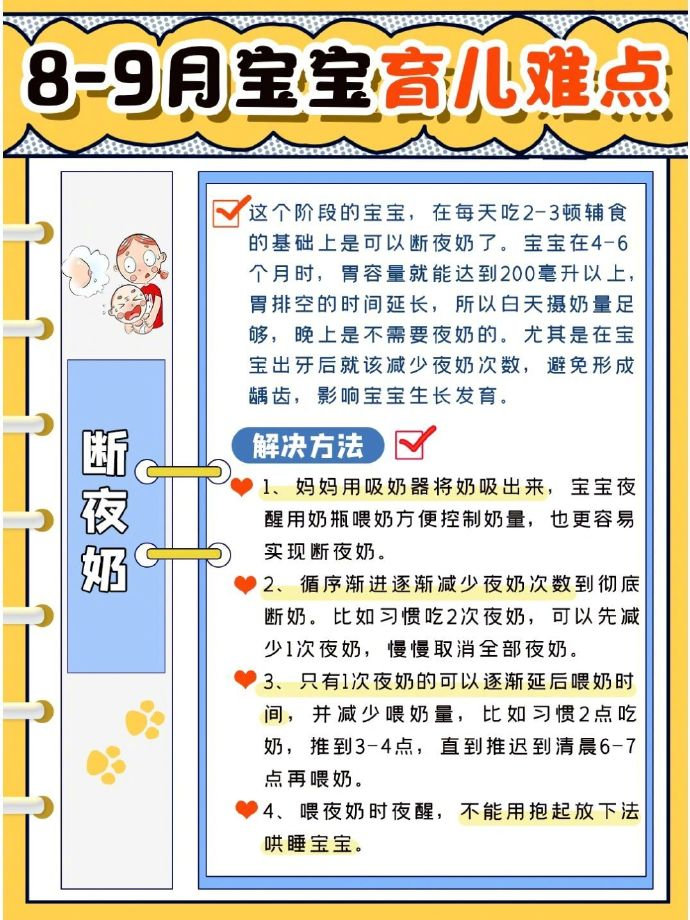 8-9月宝宝育儿难点
断夜奶
这个阶段的宝宝，在每天吃2-3顿辅食
的基础上是可以断夜奶了。宝宝在4-6
个月时，胃容量就能达到200毫升以上，
胃排空的时间延长，所以白天摄奶量足
够，晚上是不需要夜奶的。尤其是在宝
宝出牙后就该减少夜奶次数，避免形成
龋齿，影响宝宝生长发育。
解决方法
1、妈妈用吸奶器将奶吸出来，宝宝夜
醒用奶瓶喂奶方便控制奶量，也更容易
实现断夜奶。
2、循序渐进逐渐减少夜奶次数到彻底
断奶。比如习惯吃2次夜奶，可以先减
少1次夜奶，慢慢取消全部夜奶。
3、只有1次夜奶的可以逐渐延后喂奶时
间，并减少喂奶量，比如习惯2点吃
奶，推到3-4点，直到推迟到清晨6-7
点再喂奶。
4、喂夜奶时夜醒，不能用抱起放下法
哄睡宝宝。